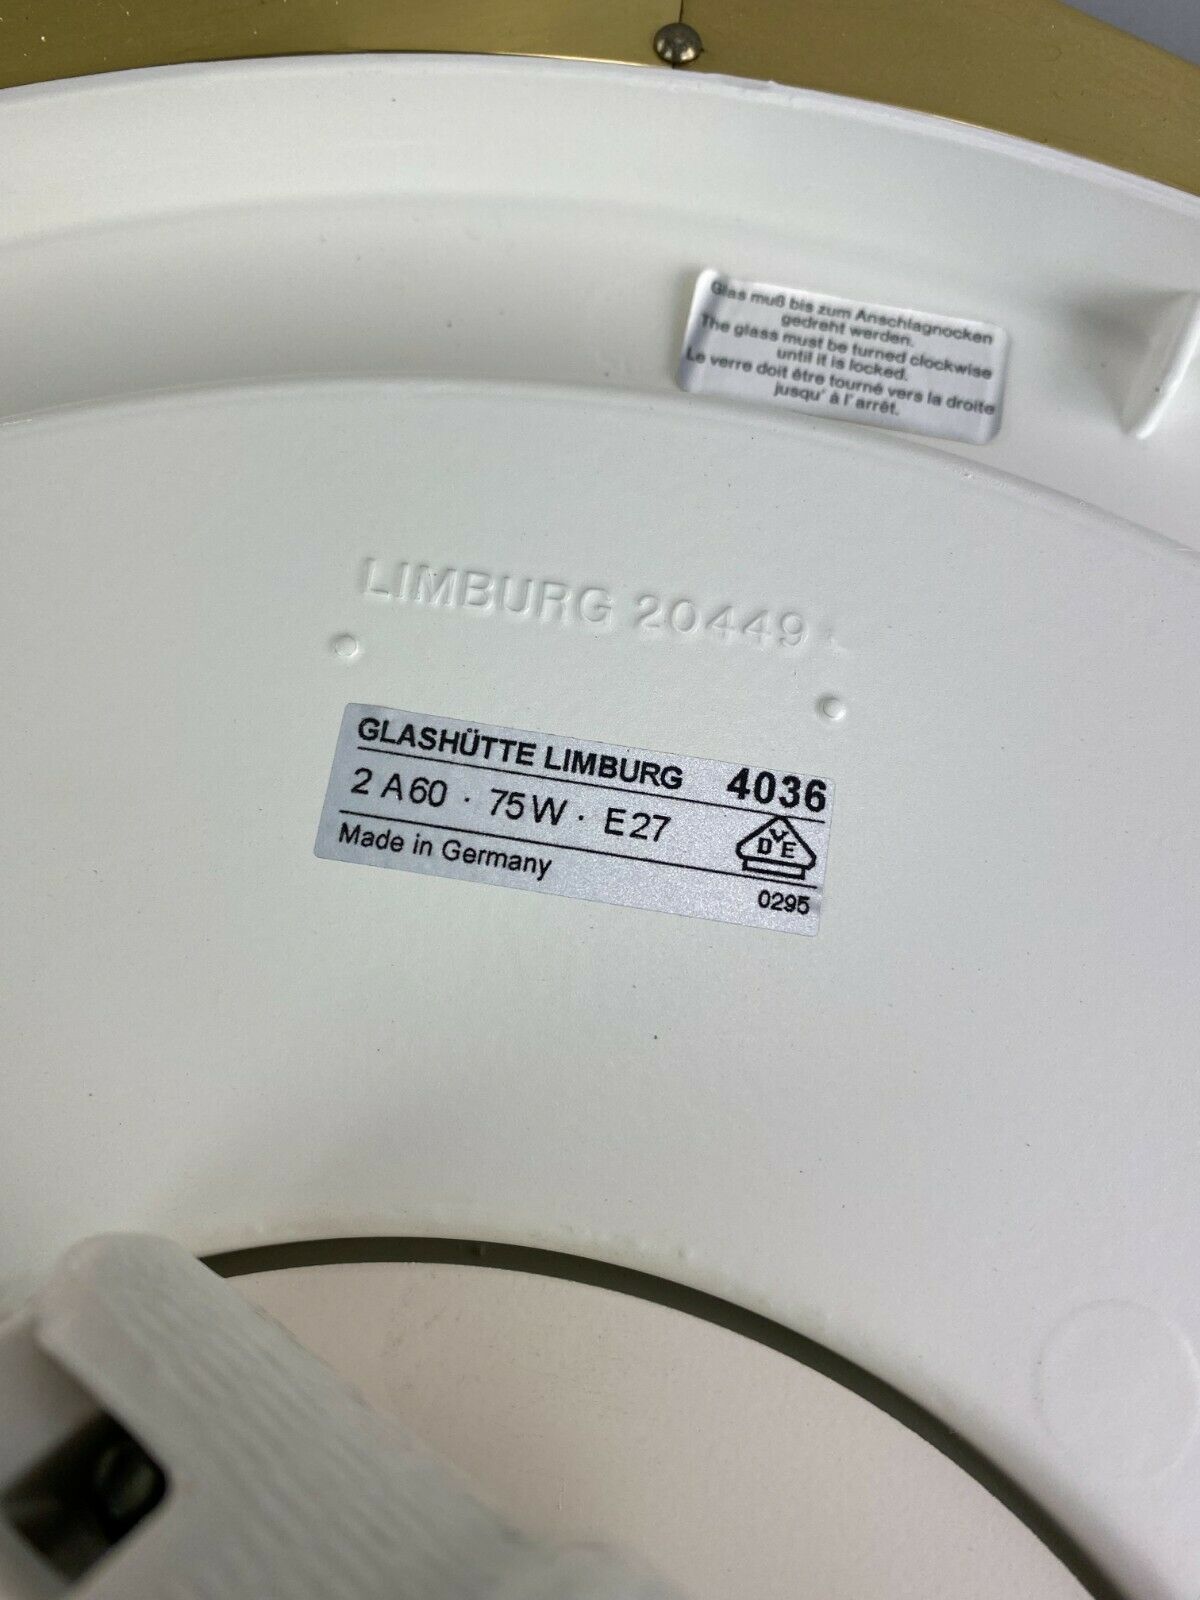 Glas muß bis zum Anschlagnocken
gedreht werden.
The glass must be turned clockwise
until it is locked.
Le verre doit être tourné vers la droite
jusqu' à l' arrêt.
LIMBURG 20449
GLASHÜTTE LIMBURG 4036
2 A60 · 75W · E27
DVE
Made in Germany
0295